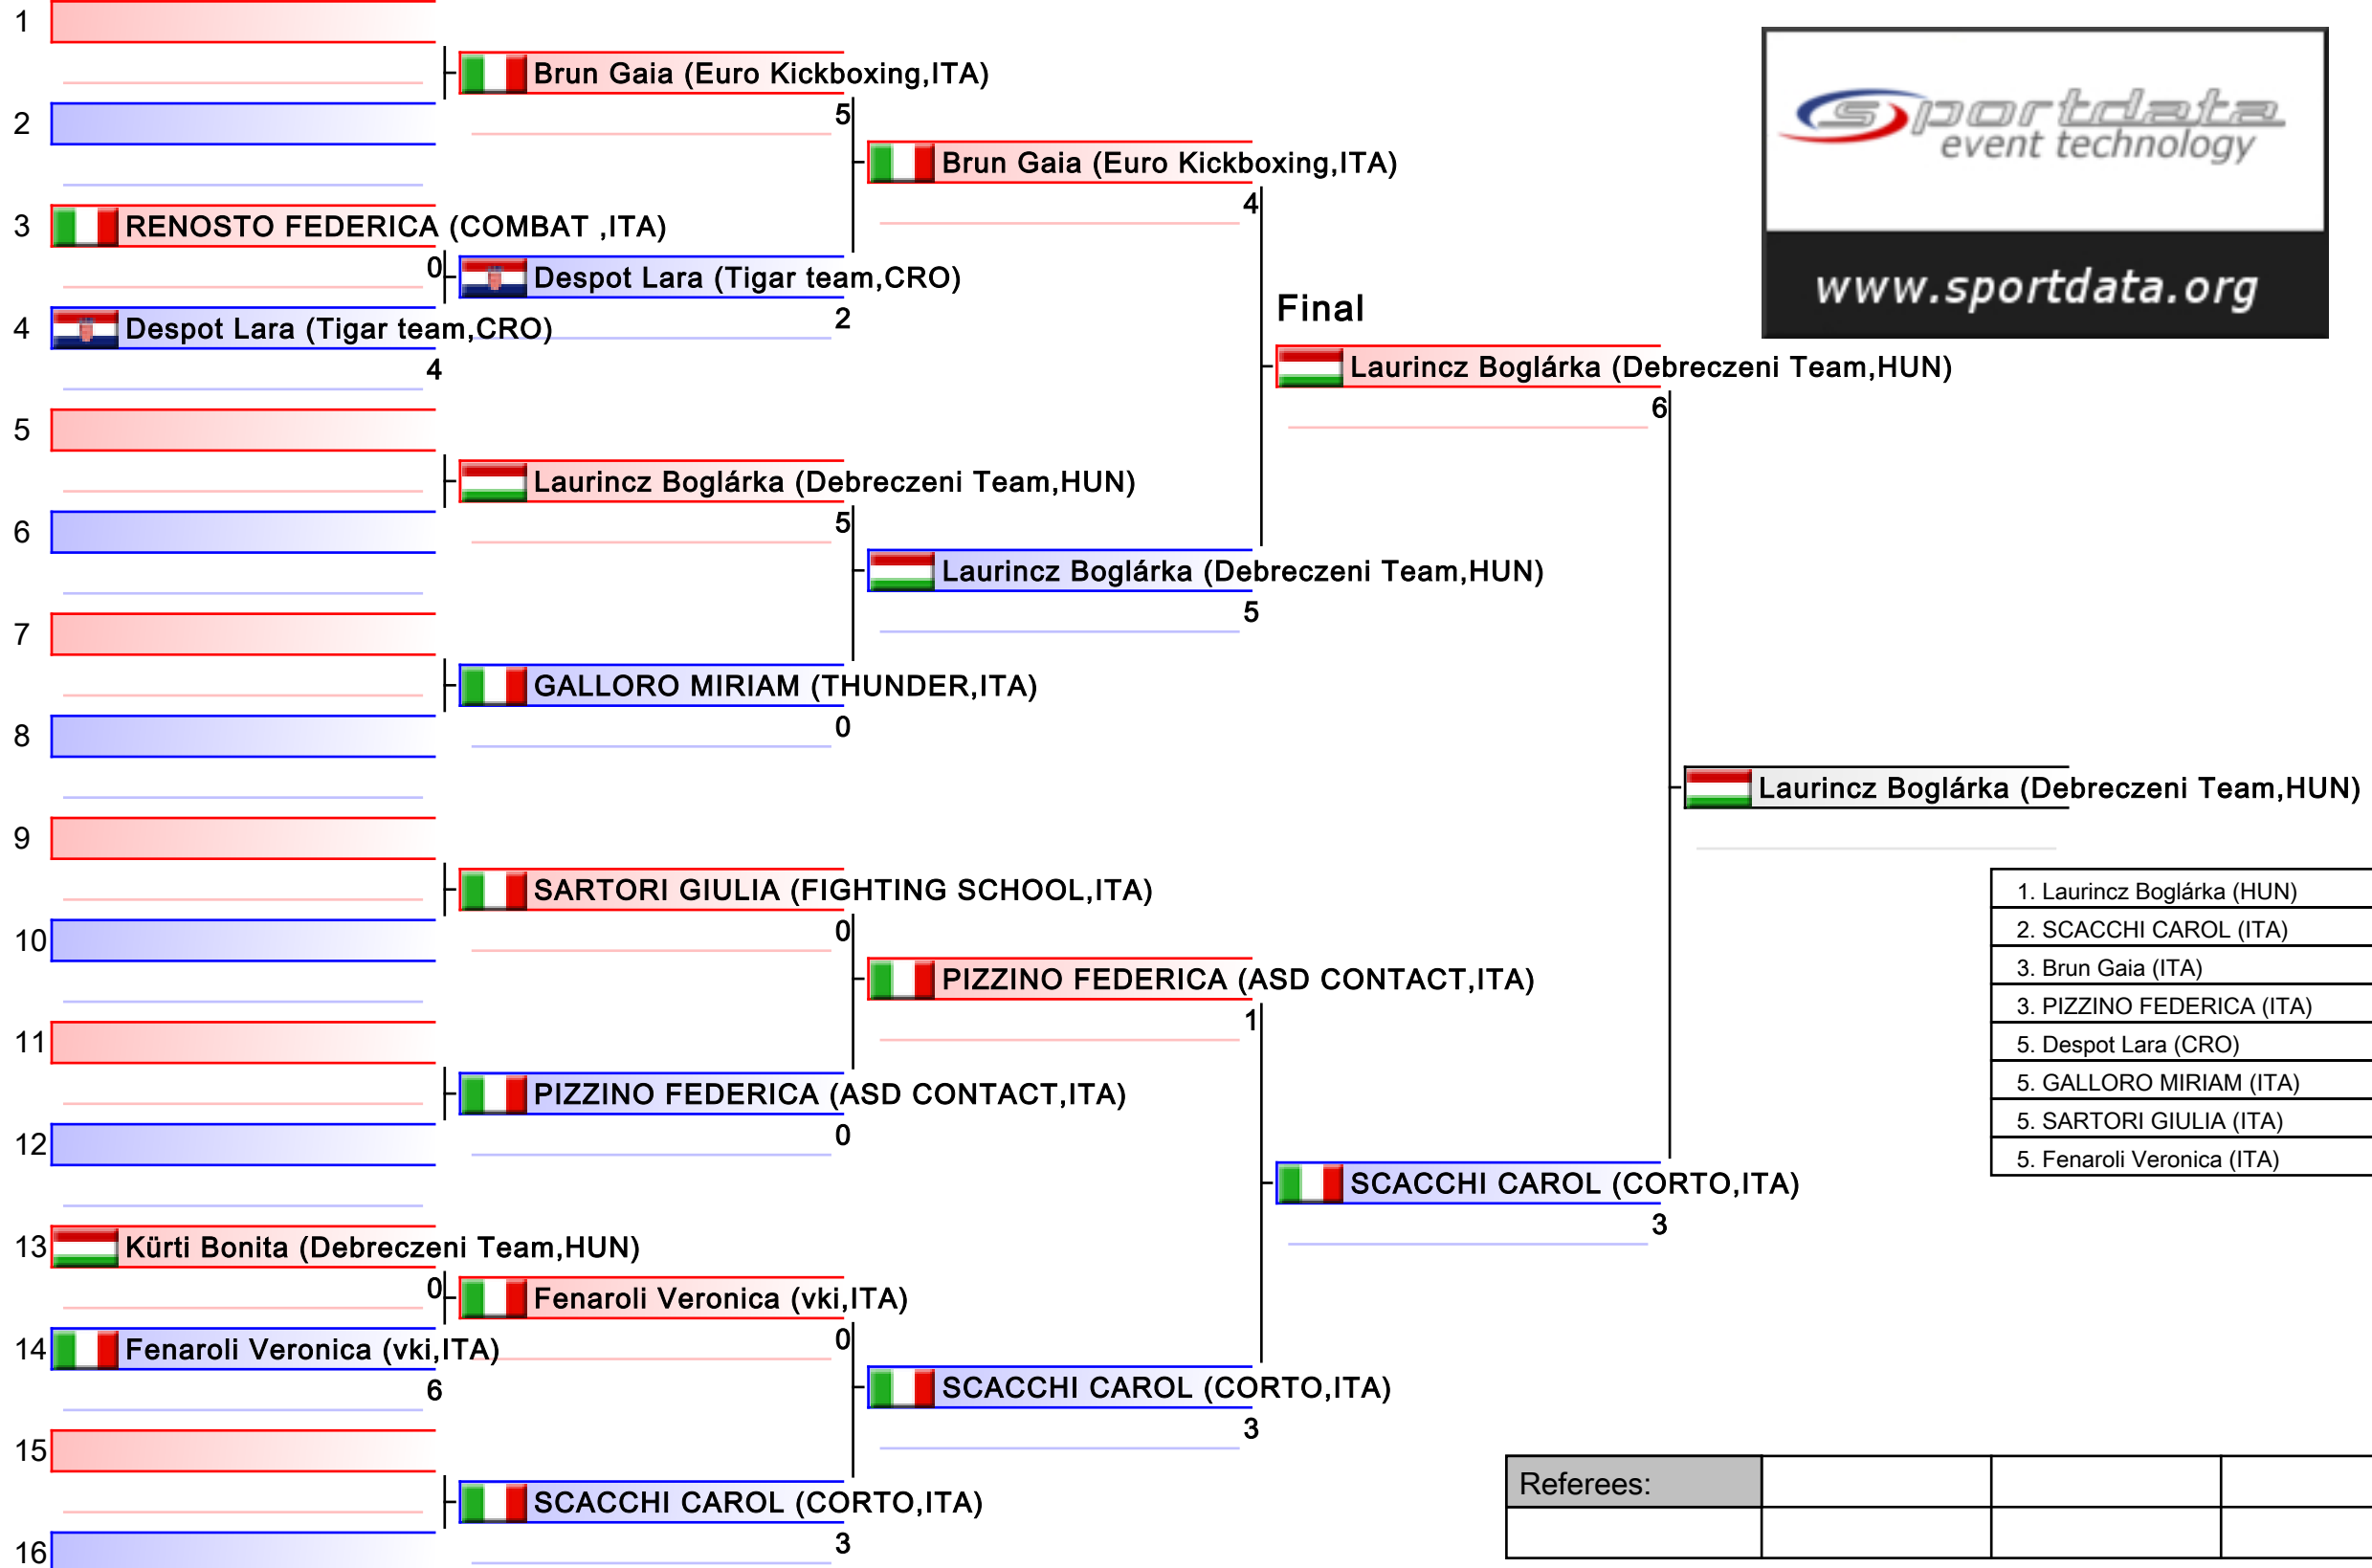 1
Brun Gaia (Euro Kickboxing,ITA)
2
5
Brun Gaia (Euro Kickboxing,ITA)
4
3
RENOSTO FEDERICA (COMBAT ,ITA)
0
Despot Lara (Tigar team,CRO)
2
4
Despot Lara (Tigar team,CRO)
4
sportdata
event technology
www.sportdata.org
Final
Laurincz Boglárka (Debreczeni Team,HUN)
6
5
Laurincz Boglárka (Debreczeni Team,HUN)
6
5
Laurincz Boglárka (Debreczeni Team,HUN)
5
7
GALLORO MIRIAM (THUNDER,ITA)
8
0
Laurincz Boglárka (Debreczeni Team,HUN)
9
SARTORI GIULIA (FIGHTING SCHOOL,ITA)
10
0
PIZZINO FEDERICA (ASD CONTACT,ITA)
1
11
PIZZINO FEDERICA (ASD CONTACT,ITA)
12
0
1. Laurincz Boglárka (HUN)
2. SCACCHI CAROL (ITA)
3. Brun Gaia (ITA)
3. PIZZINO FEDERICA (ITA)
5. Despot Lara (CRO)
5. GALLORO MIRIAM (ITA)
5. SARTORI GIULIA (ITA)
5. Fenaroli Veronica (ITA)
SCACCHI CAROL (CORTO,ITA)
3
13
Kürti Bonita (Debreczeni Team,HUN)
0
Fenaroli Veronica (vki,ITA)
0
14
Fenaroli Veronica (vki,ITA)
6
SCACCHI CAROL (CORTO,ITA)
3
15
SCACCHI CAROL (CORTO,ITA)
3
16
Referees: